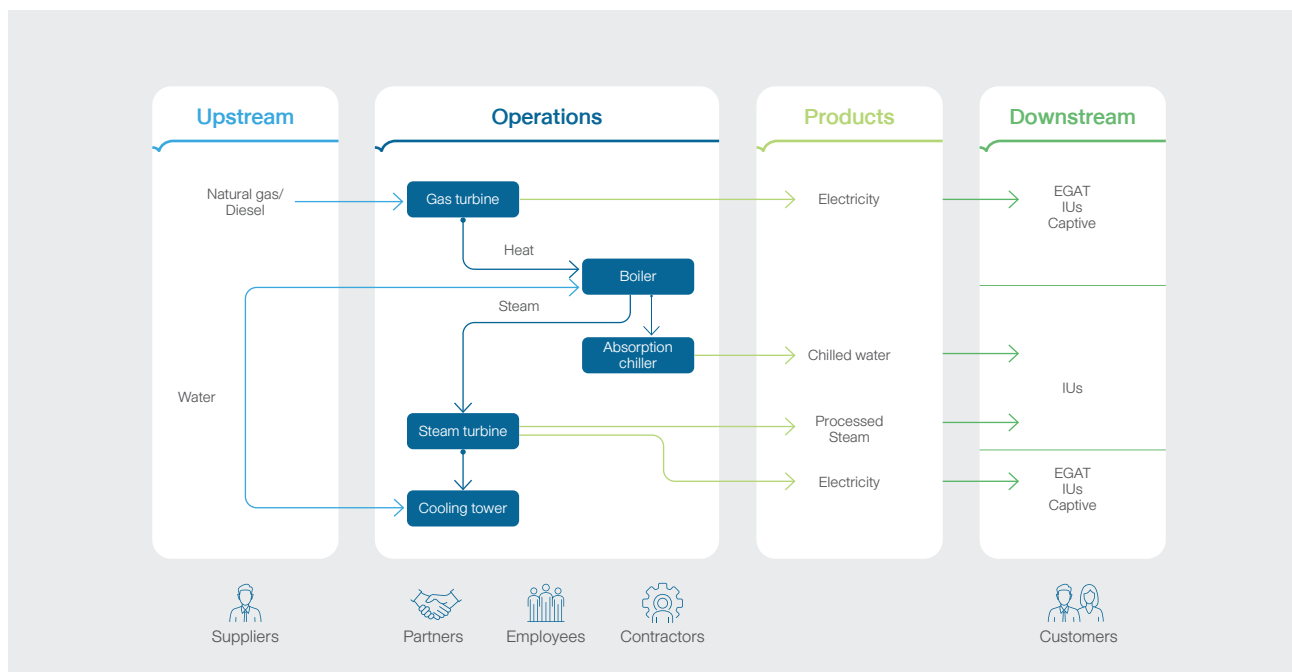 Upstream
Operations
Products
Downstream
Natural gas/
Diesel
Gas turbine
Electricity
EGAT
IUs
Captive
Heat
Boiler
Steam
Absorption
chiller
Chilled water
Water
IUs
Steam turbine
Processed
Steam
Electricity
EGAT
IUs
Captive
Cooling tower
Suppliers
Partners
Employees
Contractors
Customers